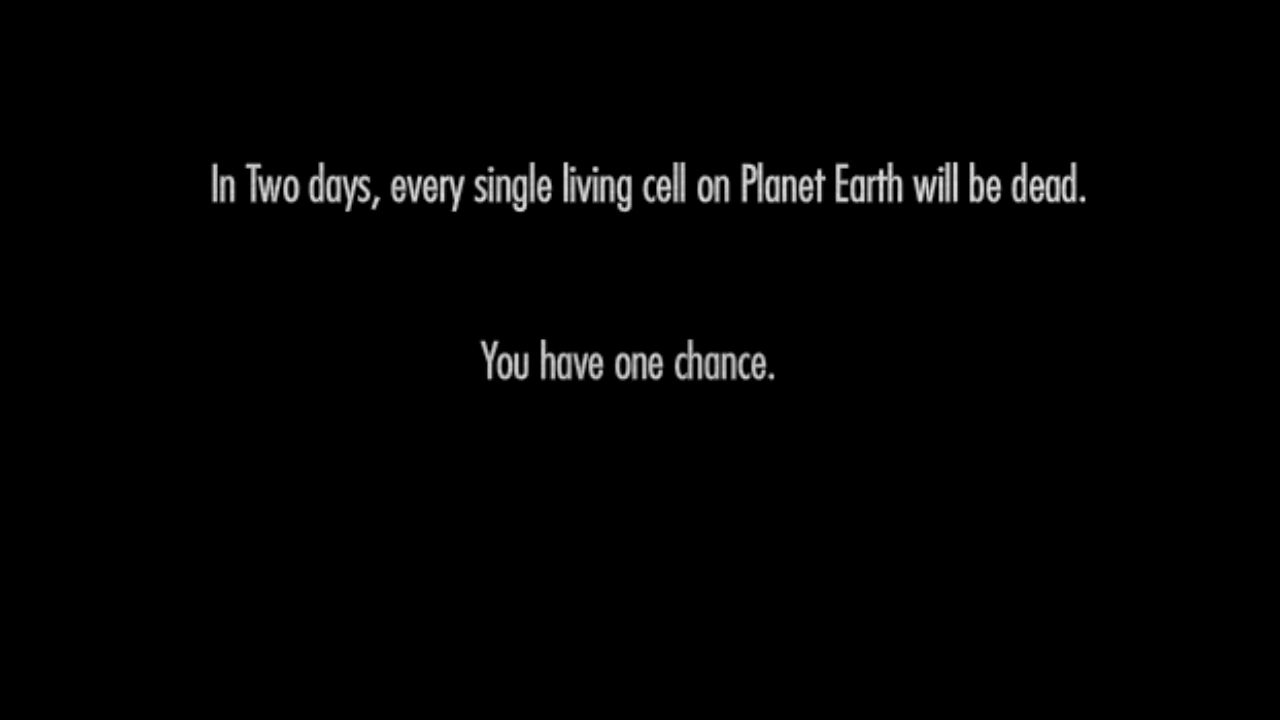 In Two days, every single living cell on Planet Earth will be dead.
You have one chance.